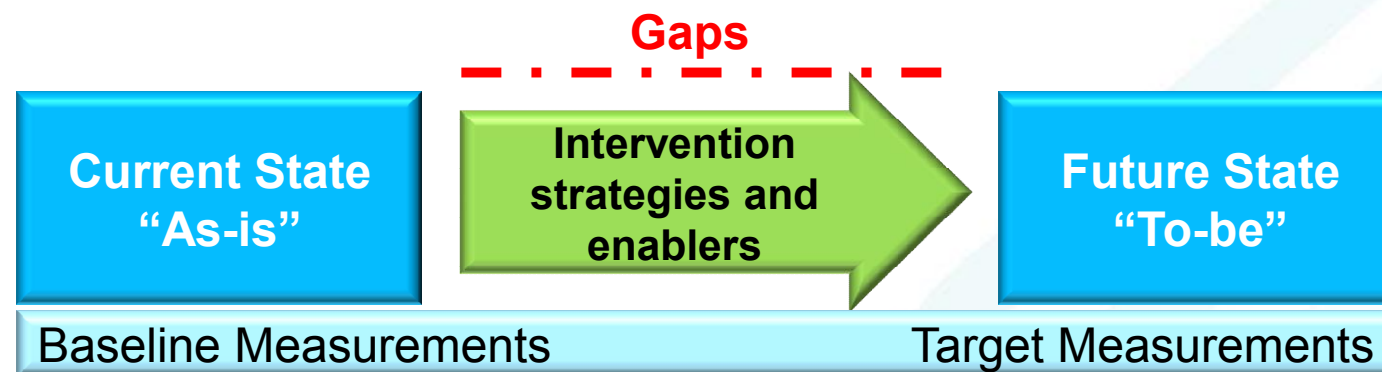 Gaps
Current State
“As-is”
Intervention
strategies and
enablers
Future State
“To-be”
Baseline Measurements
Target Measurements